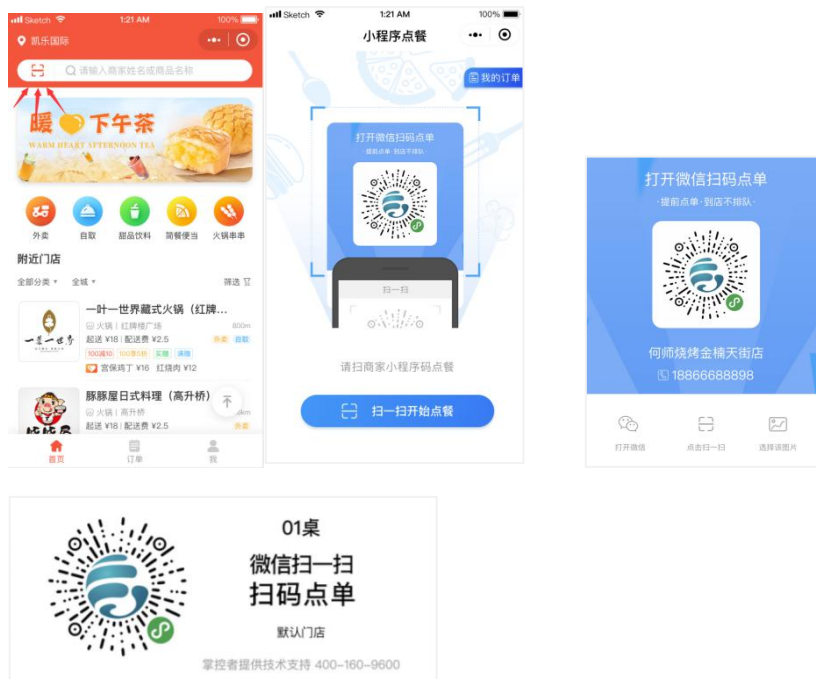 Sketch 1:21 AM 100%
凯乐国际
请输入商家姓名或商品名称
暖 下午茶
WARM HEART AFTERNOON TEA
外卖 自取 甜品饮料 简餐便当 火锅串串
附近门店
全部分类 全城 筛选
一叶一世界藏式火锅（红牌...
火锅 | 红牌楼广场 800m
起送 ¥18 | 配送费 ¥2.5 外卖 自取
100减10
宫保鸡丁 ¥16 红烧肉 ¥12
豚豚屋日式料理（高升桥）
火锅 | 高升桥
起送 ¥18 | 配送费 ¥2.5 外卖
首页 订单 我
Sketch 1:21 AM 100%
小程序点餐
我的订单
打开微信扫码点单
·提前点单·到店不排队·
扫一扫
请扫商家小程序码点餐
扫一扫开始点餐
打开微信扫码点单
·提前点单·到店不排队·
何师烧烤金楠天街店
18866688898
打开微信 点击扫一扫 选择该图片
01桌
微信扫一扫
扫码点单
默认门店
掌控者提供技术支持 400-160-9600